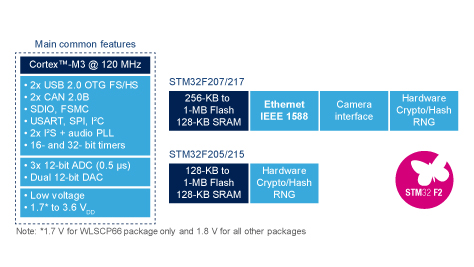 Main common features
Cortex™-M3 @ 120 MHz
• 2x USB 2.0 OTG FS/HS
• 2x CAN 2.0B
• SDIO, FSMC
• USART, SPI, I²C
• 2x I²S + audio PLL
• 16- and 32- bit timers
• 3x 12-bit ADC (0.5 µs)
• Dual 12-bit DAC
• Low voltage
• 1.7* to 3.6 VDD
STM32F207/217
256-KB to
1-MB Flash
128-KB SRAM
Ethernet
IEEE 1588
Camera
interface
Hardware
Crypto/Hash
RNG
STM32F205/215
128-KB to
1-MB Flash
128-KB SRAM
Hardware
Crypto/Hash
RNG
STM32 F2
Note: *1.7 V for WLSCP66 package only and 1.8 V for all other packages